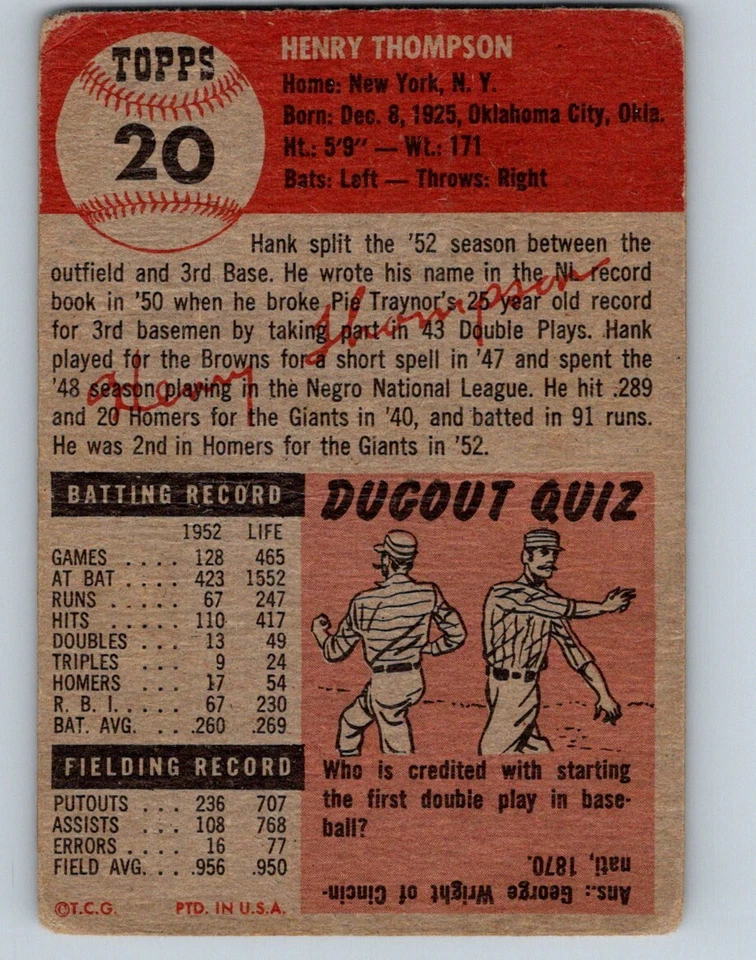 TOPPS
20
HENRY THOMPSON
Home: New York, N. Y.
Born: Dec. 8, 1925, Oklahoma City, Okla.
Ht.: 5'9" — Wt.: 171
Bats: Left — Throws: Right
Hank split the '52 season between the
outfield and 3rd Base. He wrote his name in the NL record
book in '50 when he broke Pie Traynor's 25 year old record
for 3rd basemen by taking part in 43 Double Plays. Hank
played for the Browns for a short spell in '47 and spent the
'48 season playing in the Negro National League. He hit .289
and 20 Homers for the Giants in '40, and batted in 91 runs.
He was 2nd in Homers for the Giants in '52.
Henry Thompson
BATTING RECORD
1952 LIFE
GAMES .... 128 465
AT BAT .... 423 1552
RUNS ..... 67 247
HITS ..... 110 417
DOUBLES ... 13 49
TRIPLES ... 9 24
HOMERS ... 17 54
R. B. I. .... 67 230
BAT. AVG. ... .260 .269
FIELDING RECORD
PUTOUTS ... 236 707
ASSISTS ... 108 768
ERRORS .... 16 77
FIELD AVG. ... .956 .950
©T.C.G. PTD. IN U.S.A.
DUGOUT QUIZ
Who is credited with starting
the first double play in base-
ball?
Ans.: George Wright of Cincin-
nati, 1870.